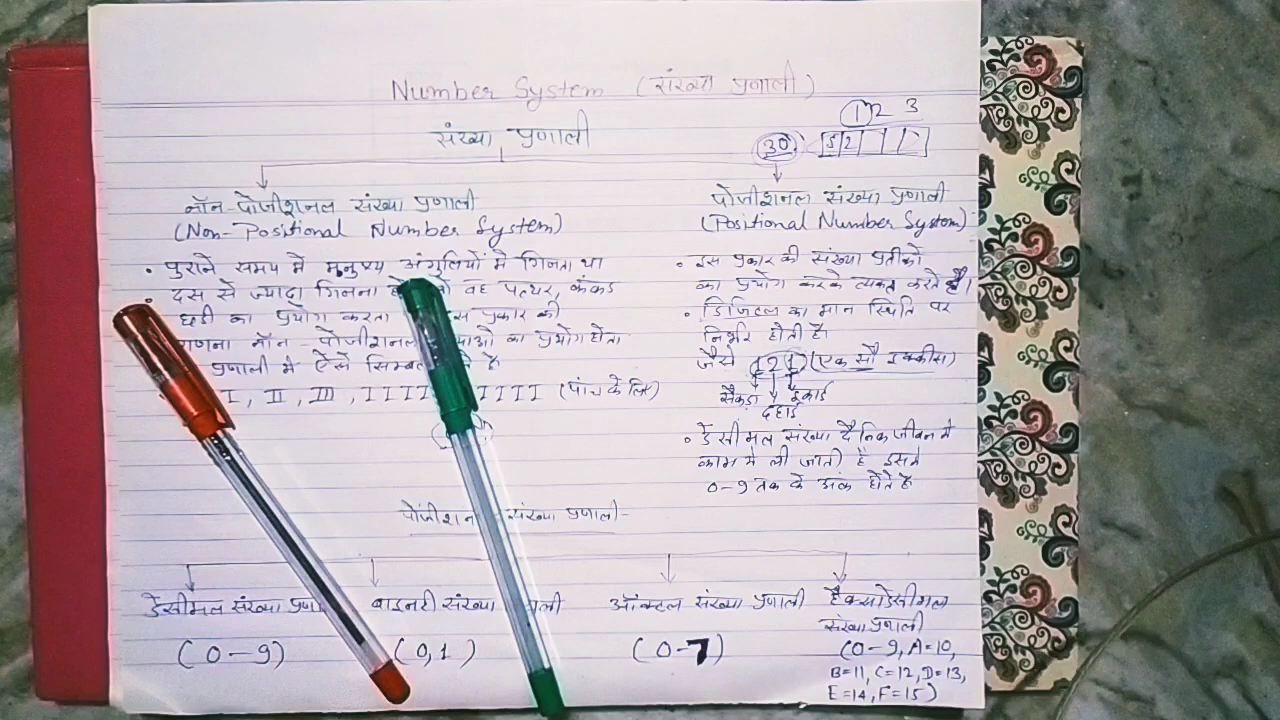 Number System (संख्या प्रणाली)
1 2 3
संख्या प्रणाली
30
5 2
नॉन-पोजीशनल संख्या प्रणाली
(Non-Positional Number System)
• पुराने समय मे मनुष्य अंगुलियों मे गिनता था
• दस से ज्यादा गिनना वह पत्थर, कंकड
छडी का प्रयोग करता प्रकार की
गणना नॉन-पोजीशनल का प्रयोग होता
प्रणाली मे ऐसे सिम्बल है
I, II, III, IIII IIIII (पांच के लिए)
पोजीशनल संख्या प्रणाली
(Positional Number System)
• इस प्रकार की संख्या प्रतीको
का प्रयोग करके व्यक्त करते है।
• डिजिटल का मान स्थिति पर
निर्भर होती है।
जैसे 121 (एक सौ इक्कीस)
सैकड़ा इकाई
दहाई
• डेसीमल संख्या दैनिक जीवन मे
काम मे ली जाती है इसमे
0-9 तक के अंक होते है
पोजीशन संख्या प्रणाली-
डेसीमल संख्या
(0-9)
बाइनरी संख्या
(0,1)
ऑक्टल संख्या प्रणाली
(0-7)
हैक्साडेसीमल
संख्या प्रणाली
(0-9, A=10,
B=11, C=12, D=13,
E=14, F=15)